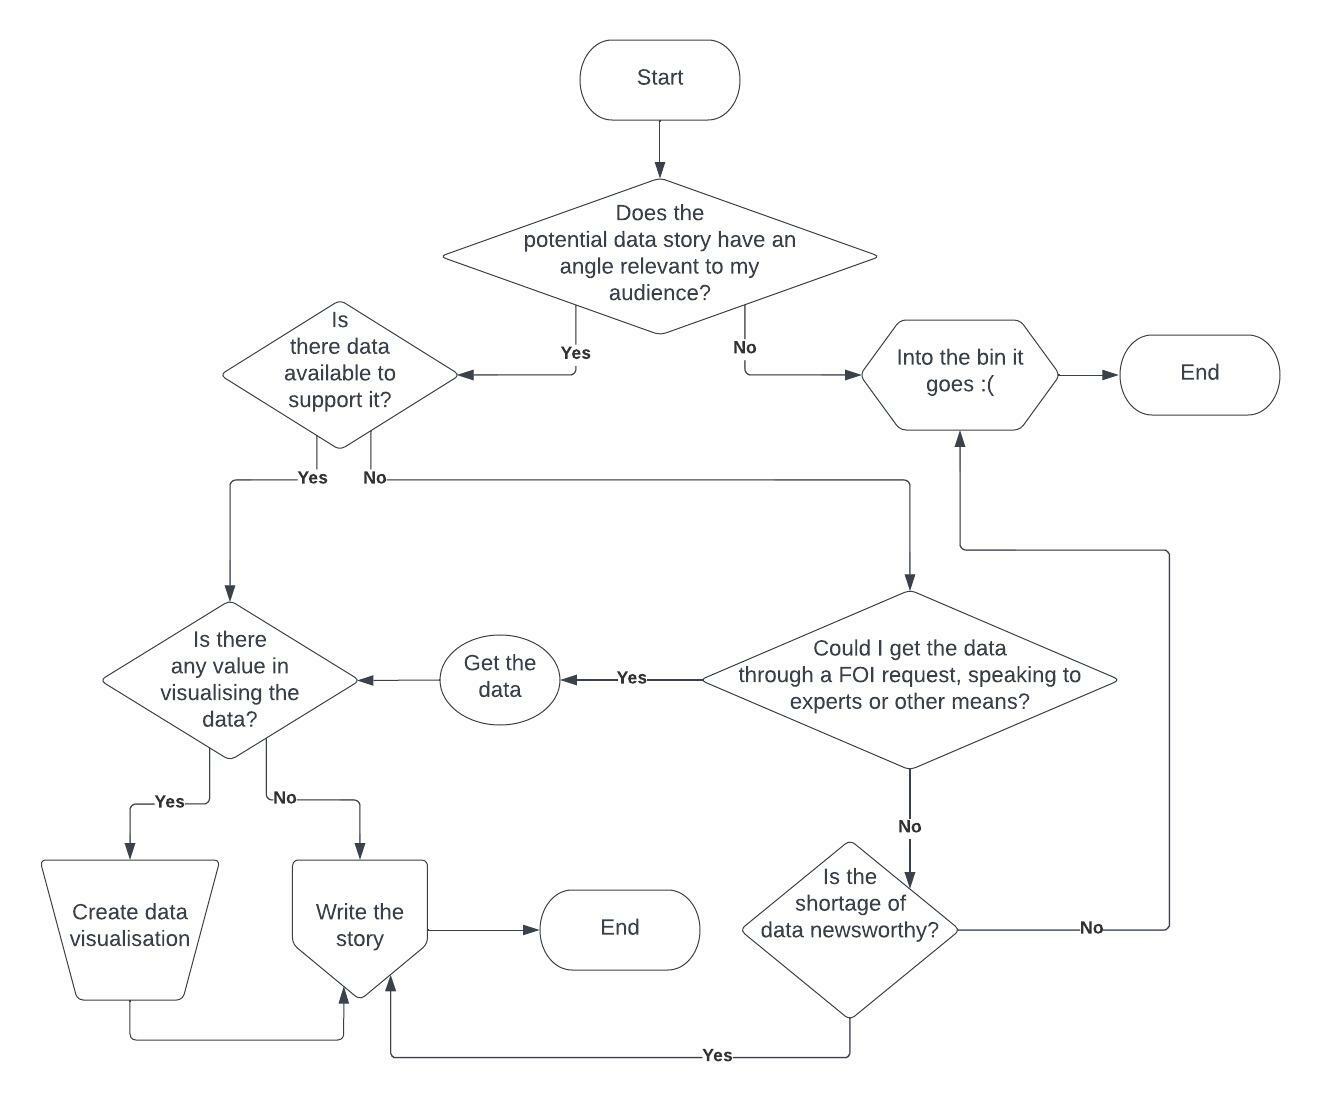 Start
Does the
potential data story have an
angle relevant to my
audience?
Yes
No
Is
there data
available to
support it?
Into the bin it
goes :(
End
Yes
No
Is there
any value in
visualising the
data?
Get the
data
Yes
Could I get the data
through a FOI request, speaking to
experts or other means?
Yes
No
No
Create data
visualisation
Write the
story
End
Is the
shortage of
data newsworthy?
No
Yes